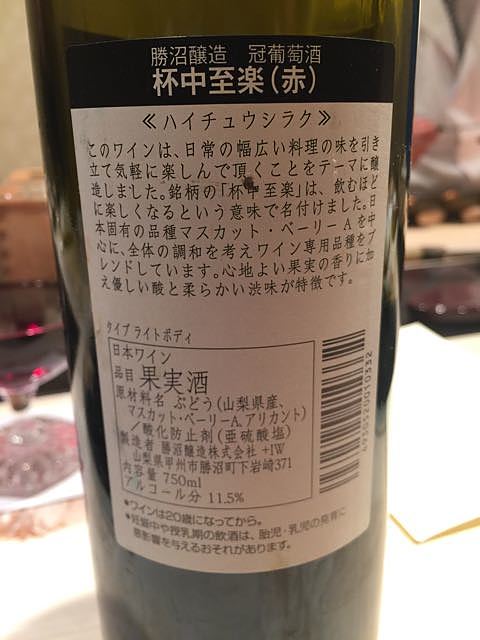 勝沼醸造 冠葡萄酒
杯中至楽(赤)
≪ハイチュウシラク≫
このワインは、日常の幅広い料理の味を引き
立て気軽に楽しんで頂くことをテーマに醸
造しました。銘柄の「杯中至楽」は、飲むほど
に楽しくなるという意味で名付けました。日
本固有の品種マスカット・ベーリーAを中
心に、全体の調和を考えワイン専用品種をブ
レンドしています。心地よい果実の香りに加
え優しい酸と柔らかい渋味が特徴です。
タイプ ライトボディ
日本ワイン
品目 果実酒
原材料名 ぶどう(山梨県産、
マスカット・ベーリーA、アリカント)
/酸化防止剤(亜硫酸塩)
製造者 勝沼醸造株式会社 +IW
山梨県甲州市勝沼町下岩崎371
内容量 750ml
アルコール分 11.5%
●ワインは20歳になってから。
●妊娠中や授乳期の飲酒は、胎児・乳児の発育に
悪影響を与えるおそれがあります。